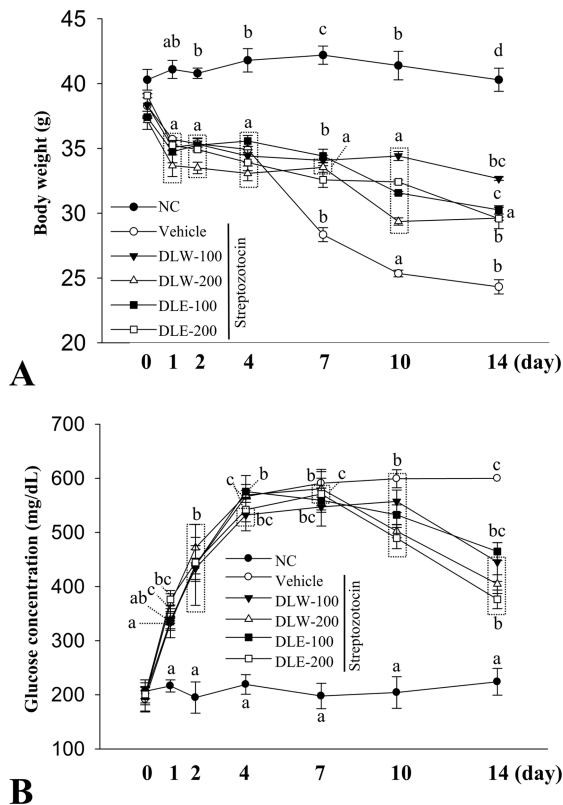 45
40
35
30
25
20
Body weight (g)
ab
b
b
c
b
d
a
a
a
b
a
a
bc
c
a
b
b
a
b
NC
Vehicle
DLW-100
DLW-200
DLE-100
DLE-200
Streptozotocin
A
0 1 2 4 7 10 14 (day)
700
600
500
400
300
200
100
Glucose concentration (mg/dL)
b
c
c
b
b
c
b
bc
bc
bc
bc
ab
c
a
b
NC
Vehicle
DLW-100
DLW-200
DLE-100
DLE-200
Streptozotocin
a
a
a
a
a
a
B
0 1 2 4 7 10 14 (day)